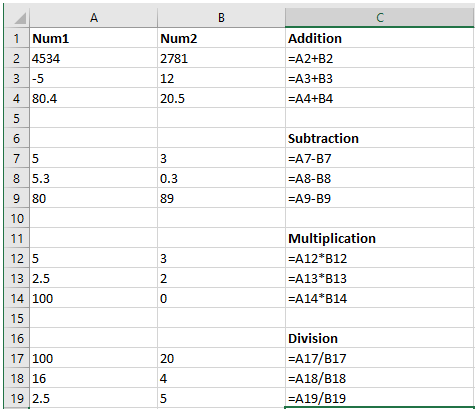 A B C
1 Num1 Num2 Addition
2 4534 2781 =A2+B2
3 -5 12 =A3+B3
4 80.4 20.5 =A4+B4
5
6 Subtraction
7 5 3 =A7-B7
8 5.3 0.3 =A8-B8
9 80 89 =A9-B9
10
11 Multiplication
12 5 3 =A12*B12
13 2.5 2 =A13*B13
14 100 0 =A14*B14
15
16 Division
17 100 20 =A17/B17
18 16 4 =A18/B18
19 2.5 5 =A19/B19